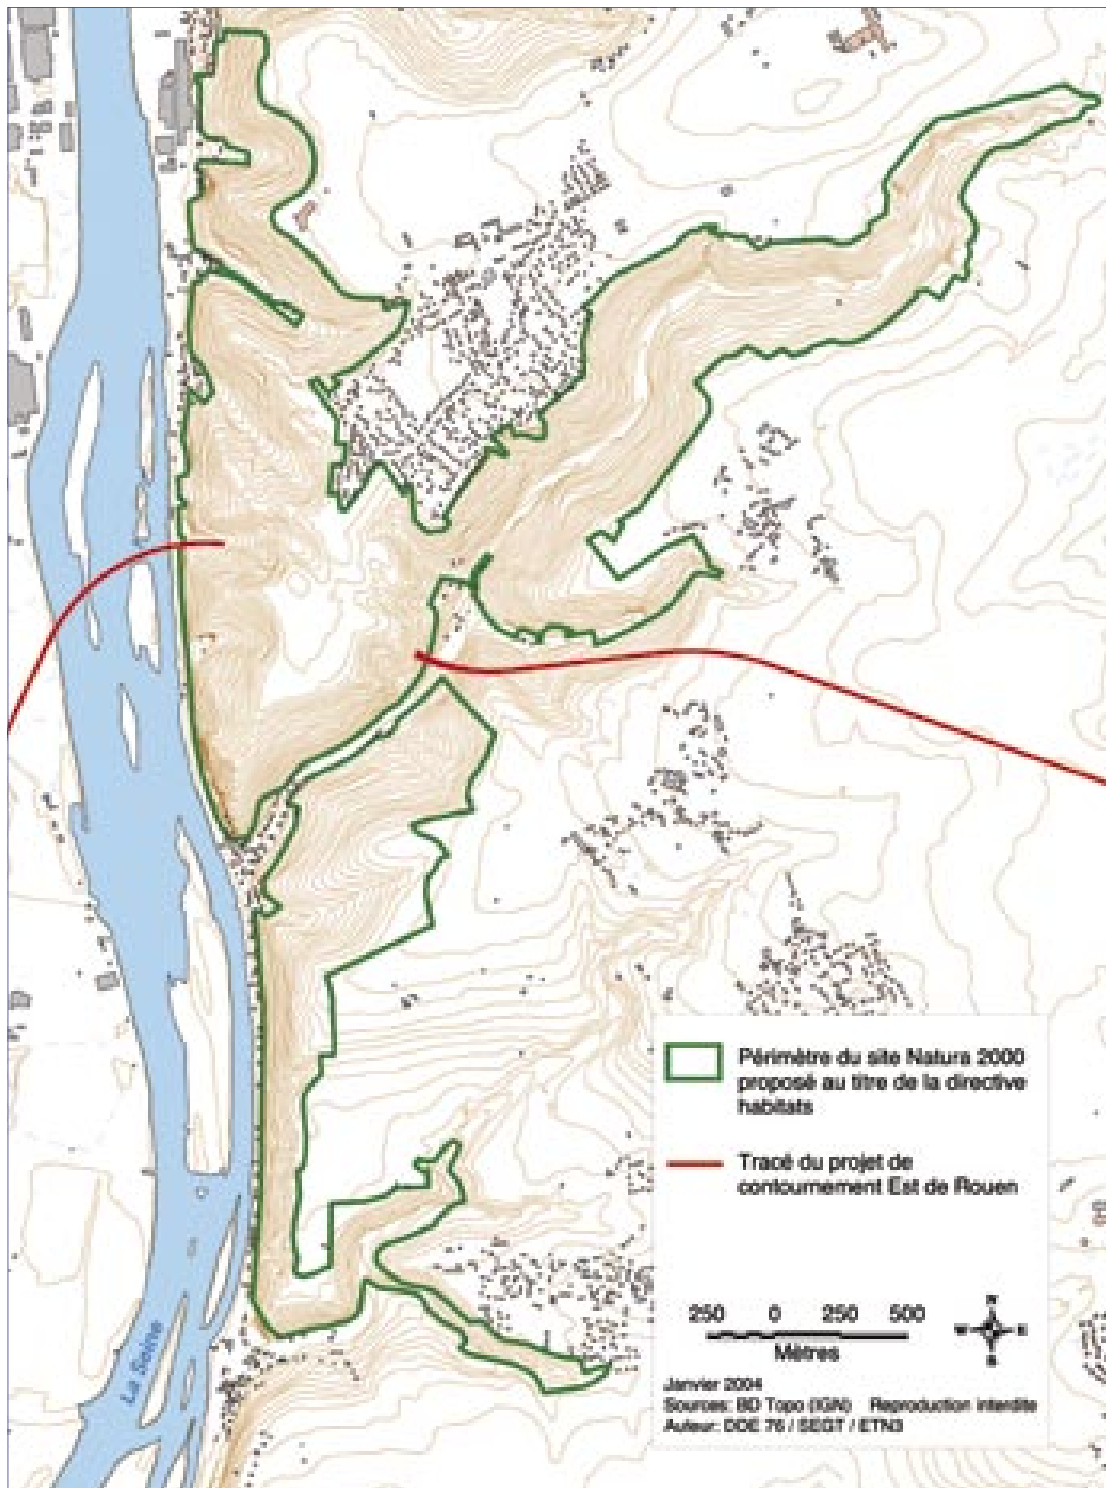 Périmètre du site Natura 2000
proposé au titre de la directive
habitats
Tracé du projet de
contournement Est de Rouen
250 0 250 500
Mètres
N
W E
S
Janvier 2004
Sources: BD Topo (IGN) Reproduction interdite
Auteur: DDE 76 / SEGT / ETN3
La Seine